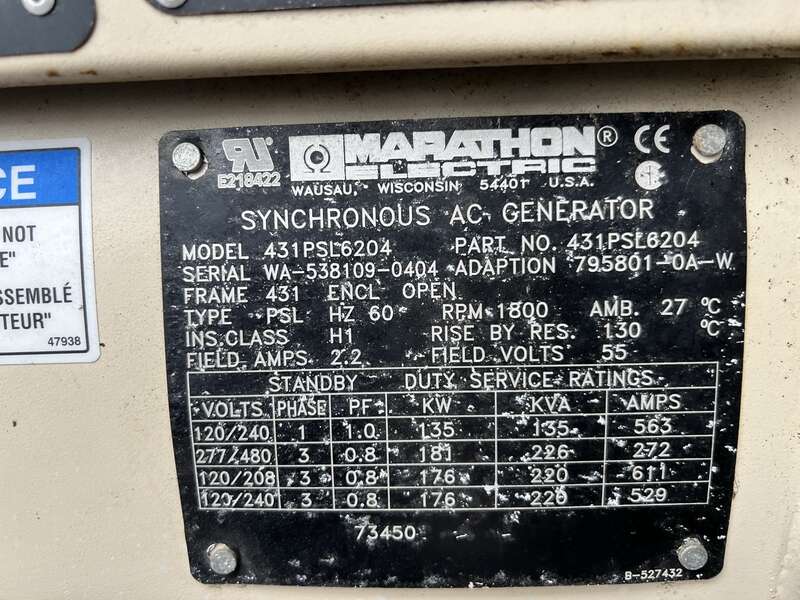 CE
NOT
E"
ASSEMBLÉ
TEUR"
47938
E218422
MARATHON ® CE
ELECTRIC
WAUSAU, WISCONSIN 54401 U.S.A.
SYNCHRONOUS AC GENERATOR
MODEL 431PSL6204 PART NO. 431PSL6204
SERIAL WA-538109-0404 ADAPTION 795801-0A-W
FRAME 431 ENCL OPEN
TYPE PSL HZ 60 RPM 1800 AMB. 27 °C
INS.CLASS H1 RISE BY RES. 130 °C
FIELD AMPS 2.2 FIELD VOLTS 55
STANDBY DUTY SERVICE RATINGS
VOLTS PHASE PF KW KVA AMPS
120/240 1 1.0 135 135 563
277/480 3 0.8 181 226 272
120/208 3 0.8 176 220 611
120/240 3 0.8 176 220 529
73450
B-527432